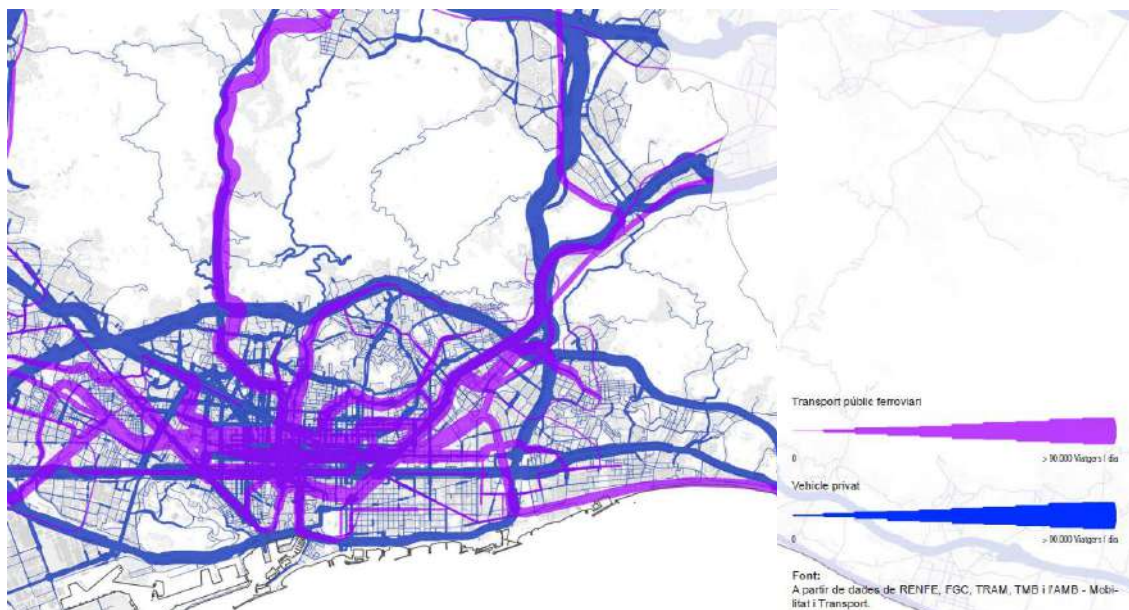 Transport públic ferroviari
0 > 90.000 Viatgers / dia
Vehicle privat
0 > 90.000 Viatgers / dia
Font:
A partir de dades de RENFE, FGC, TRAM, TMB i l'AMB - Mobi-
litat i Transport.